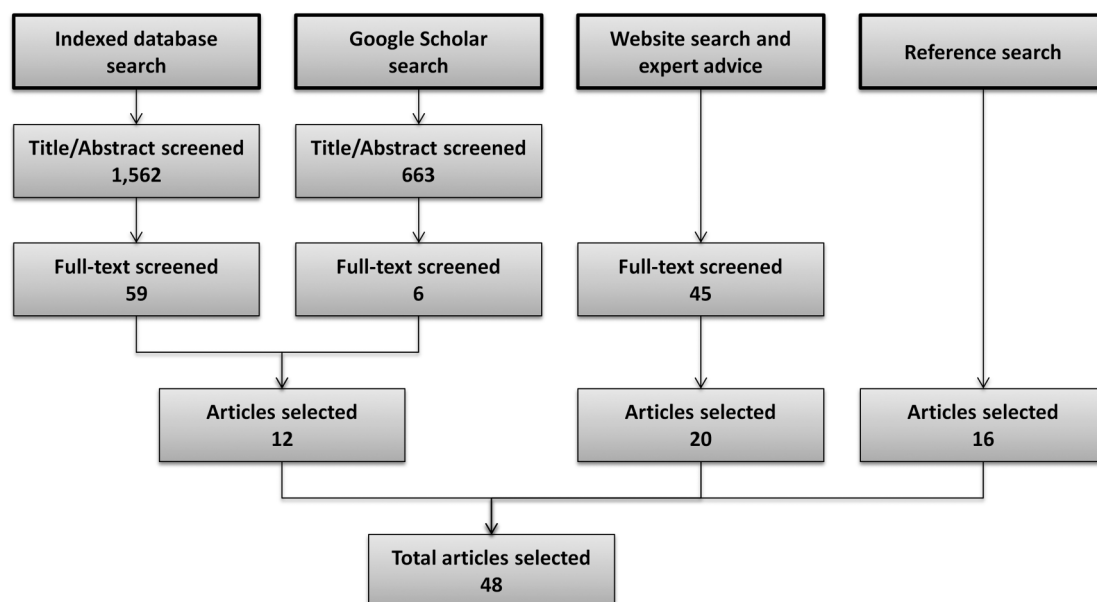 Indexed database
search
Google Scholar
search
Website search and
expert advice
Reference search
Title/Abstract screened
1,562
Title/Abstract screened
663
Full-text screened
59
Full-text screened
6
Full-text screened
45
Articles selected
12
Articles selected
20
Articles selected
16
Total articles selected
48